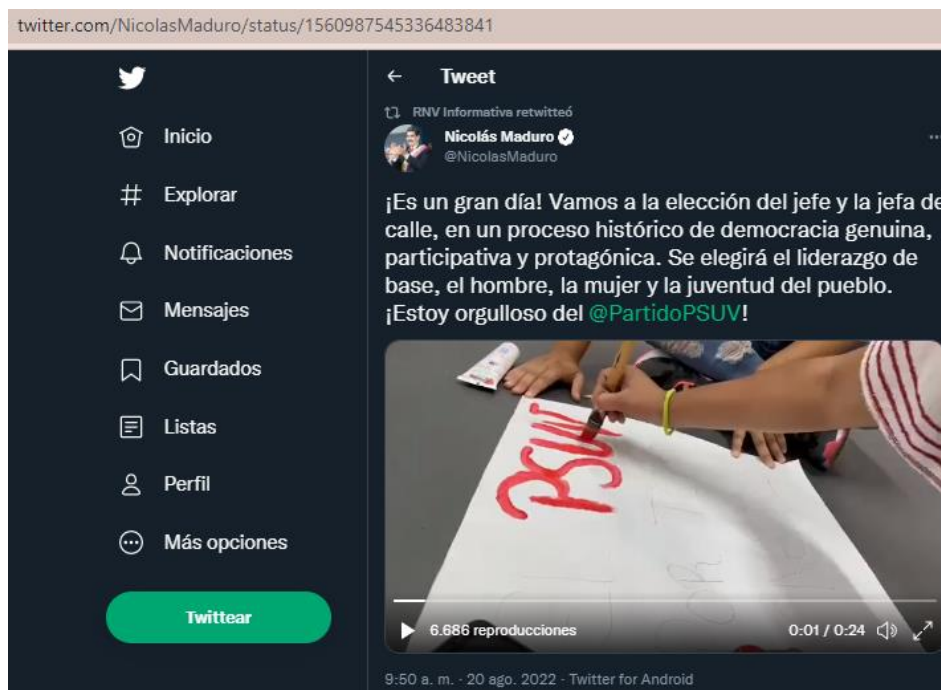 twitter.com/NicolasMaduro/status/1560987545336483841
Inicio
Explorar
Notificaciones
Mensajes
Guardados
Listas
Perfil
Más opciones
Twittear
Tweet
RNV Informativa retwitteó
Nicolás Maduro
@NicolasMaduro
¡Es un gran día! Vamos a la elección del jefe y la jefa de
calle, en un proceso histórico de democracia genuina,
participativa y protagónica. Se elegirá el liderazgo de
base, el hombre, la mujer y la juventud del pueblo.
¡Estoy orgulloso del @PartidoPSUV!
PSUV
6.686 reproducciones
0:01 / 0:24
9:50 a. m. · 20 ago. 2022 · Twitter for Android